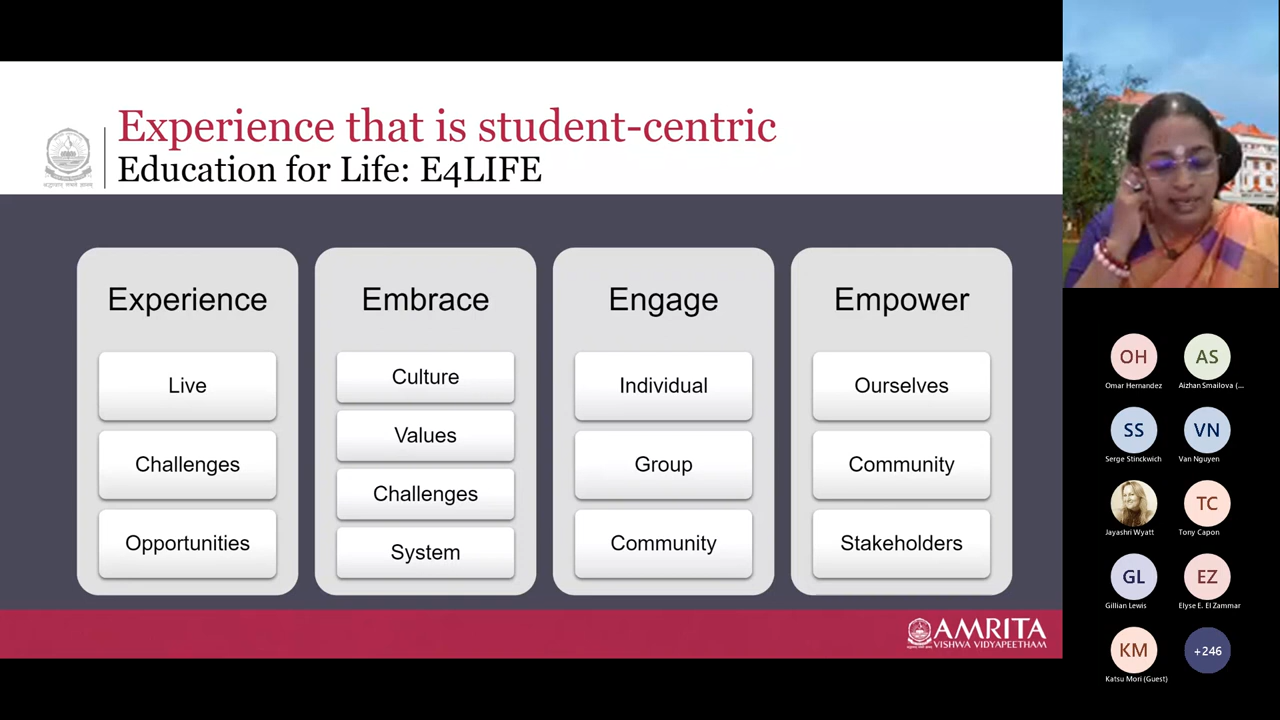 Experience that is student-centric
Education for Life: E4LIFE
Experience
Live
Challenges
Opportunities
Embrace
Culture
Values
Challenges
System
Engage
Individual
Group
Community
Empower
Ourselves
Community
Stakeholders
AMRITA
VISHWA VIDYAPEETHAM
OH
Omar Hernandez
AS
Aizhan Smailova (...
SS
Serge Stinckwich
VN
Van Nguyen
Jayashri Wyatt
TC
Tony Capon
GL
Gillian Lewis
EZ
Elyse E. El Zammar
KM
Katsu Mori (Guest)
+246